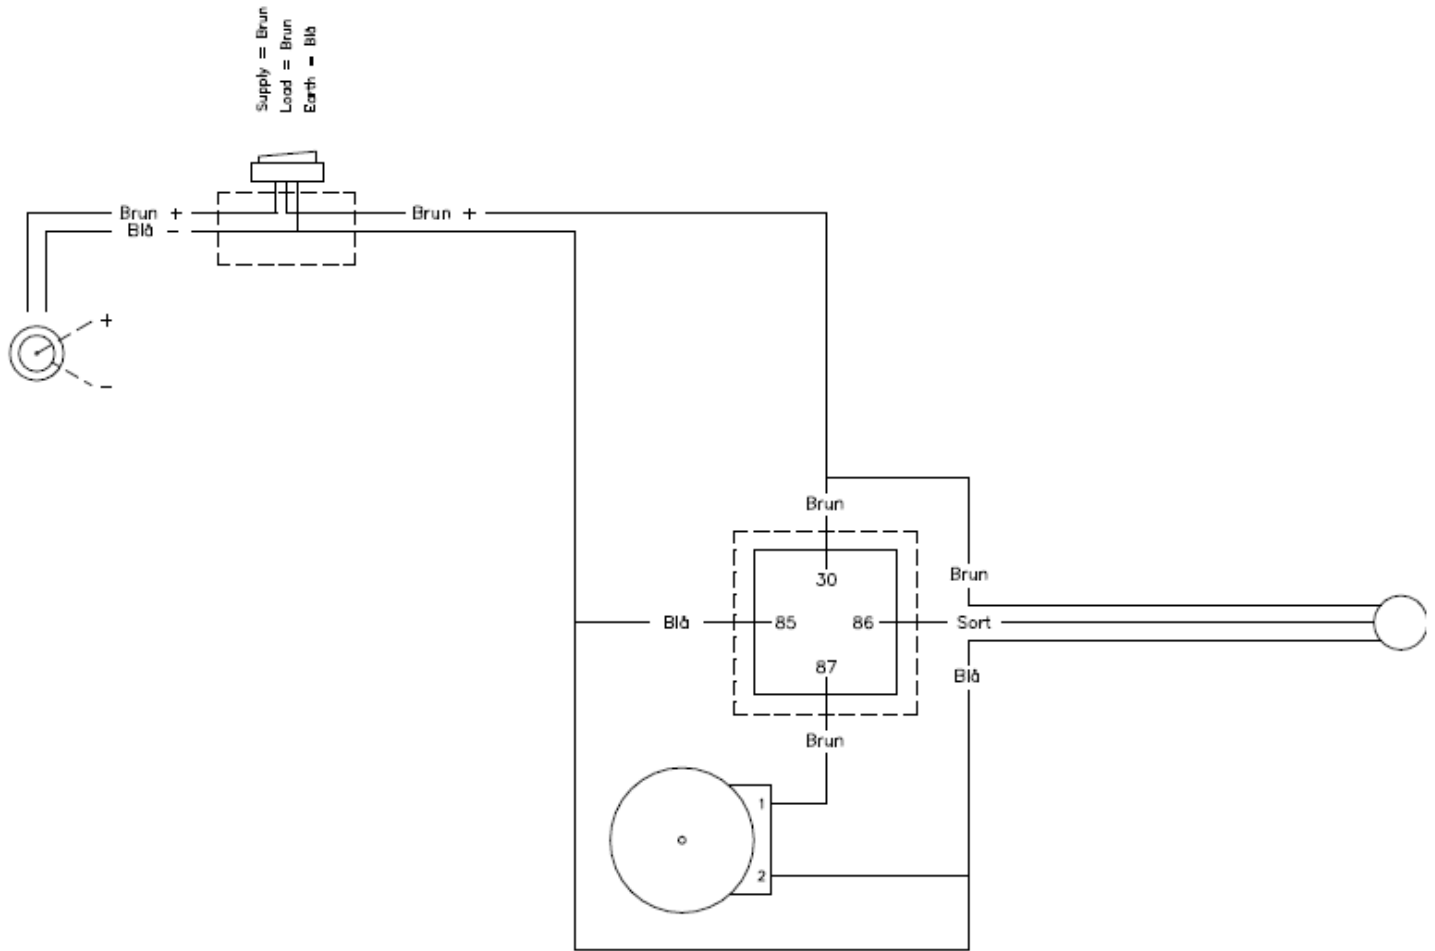 Supply = Brun
Load = Brun
Earth = Blå
Brun +
Brun +
Blå -
+
-
Brun
30
Brun
Blå
85
86
Sort
87
Blå
Brun
1
2